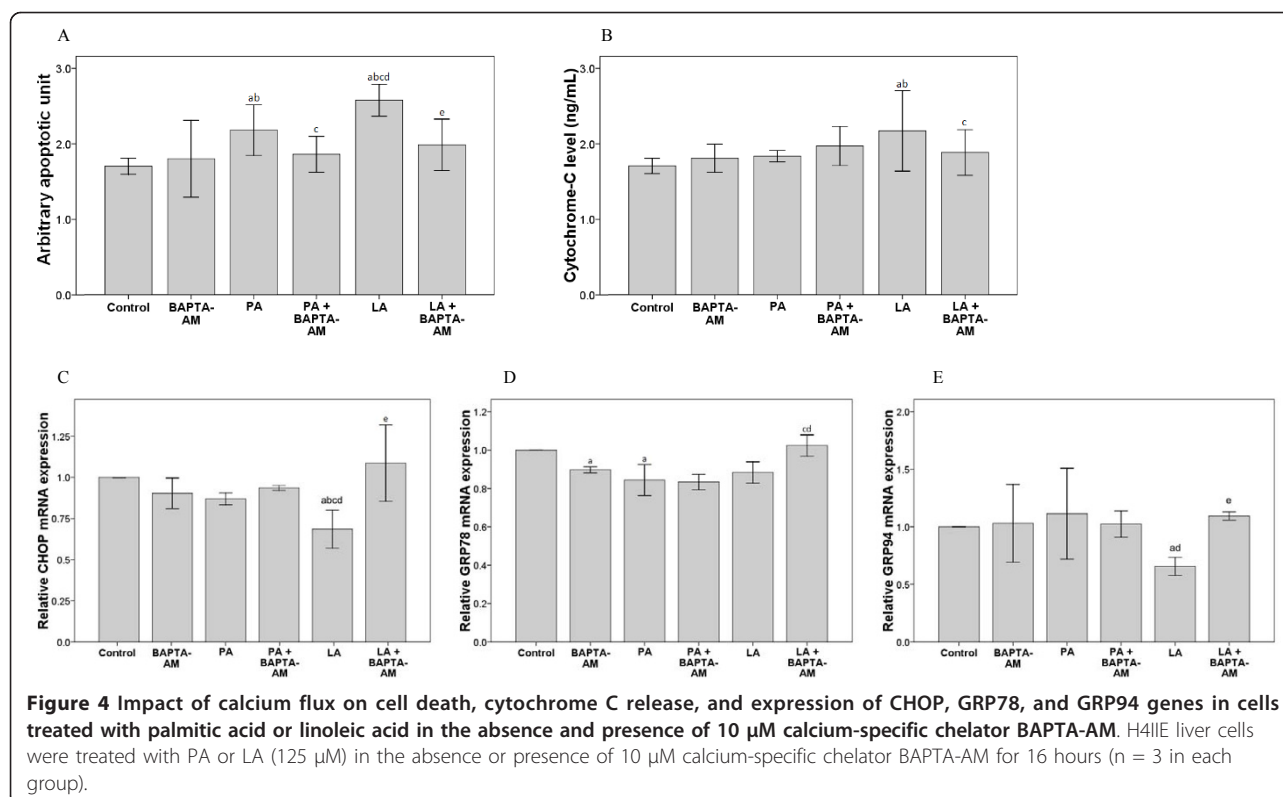 A
Arbitrary apoptotic unit
3.0
2.0
1.0
0.0
ab
c
abcd
e
Control
BAPTA-
AM
PA
PA +
BAPTA-
AM
LA
LA +
BAPTA-
AM
B
Cytochrome-C level (ng/mL)
3.0
2.0
1.0
0.0
ab
c
Control
BAPTA-
AM
PA
PA +
BAPTA-
AM
LA
LA +
BAPTA-
AM
C
Relative CHOP mRNA expression
1.25
1.0
0.75
0.5
0.0
abcd
e
Control
BAPTA-
AM
PA
PA +
BAPTA-
AM
LA
LA +
BAPTA-
AM
D
Relative GRP78 mRNA expression
1.2
1.0
0.8
0.6
0.4
0.2
0.0
a
a
cd
Control
BAPTA-
AM
PA
PA +
BAPTA-
AM
LA
LA +
BAPTA-
AM
E
Relative GRP94 mRNA expression
2.0
1.5
1.0
0.5
0.0
ad
e
Control
BAPTA-
AM
PA
PA +
BAPTA-
AM
LA
LA +
BAPTA-
AM
Figure 4 Impact of calcium flux on cell death, cytochrome C release, and expression of CHOP, GRP78, and GRP94 genes in cells
treated with palmitic acid or linoleic acid in the absence and presence of 10 μM calcium-specific chelator BAPTA-AM. H4IIE liver cells
were treated with PA or LA (125 μM) in the absence or presence of 10 μM calcium-specific chelator BAPTA-AM for 16 hours (n = 3 in each
group).